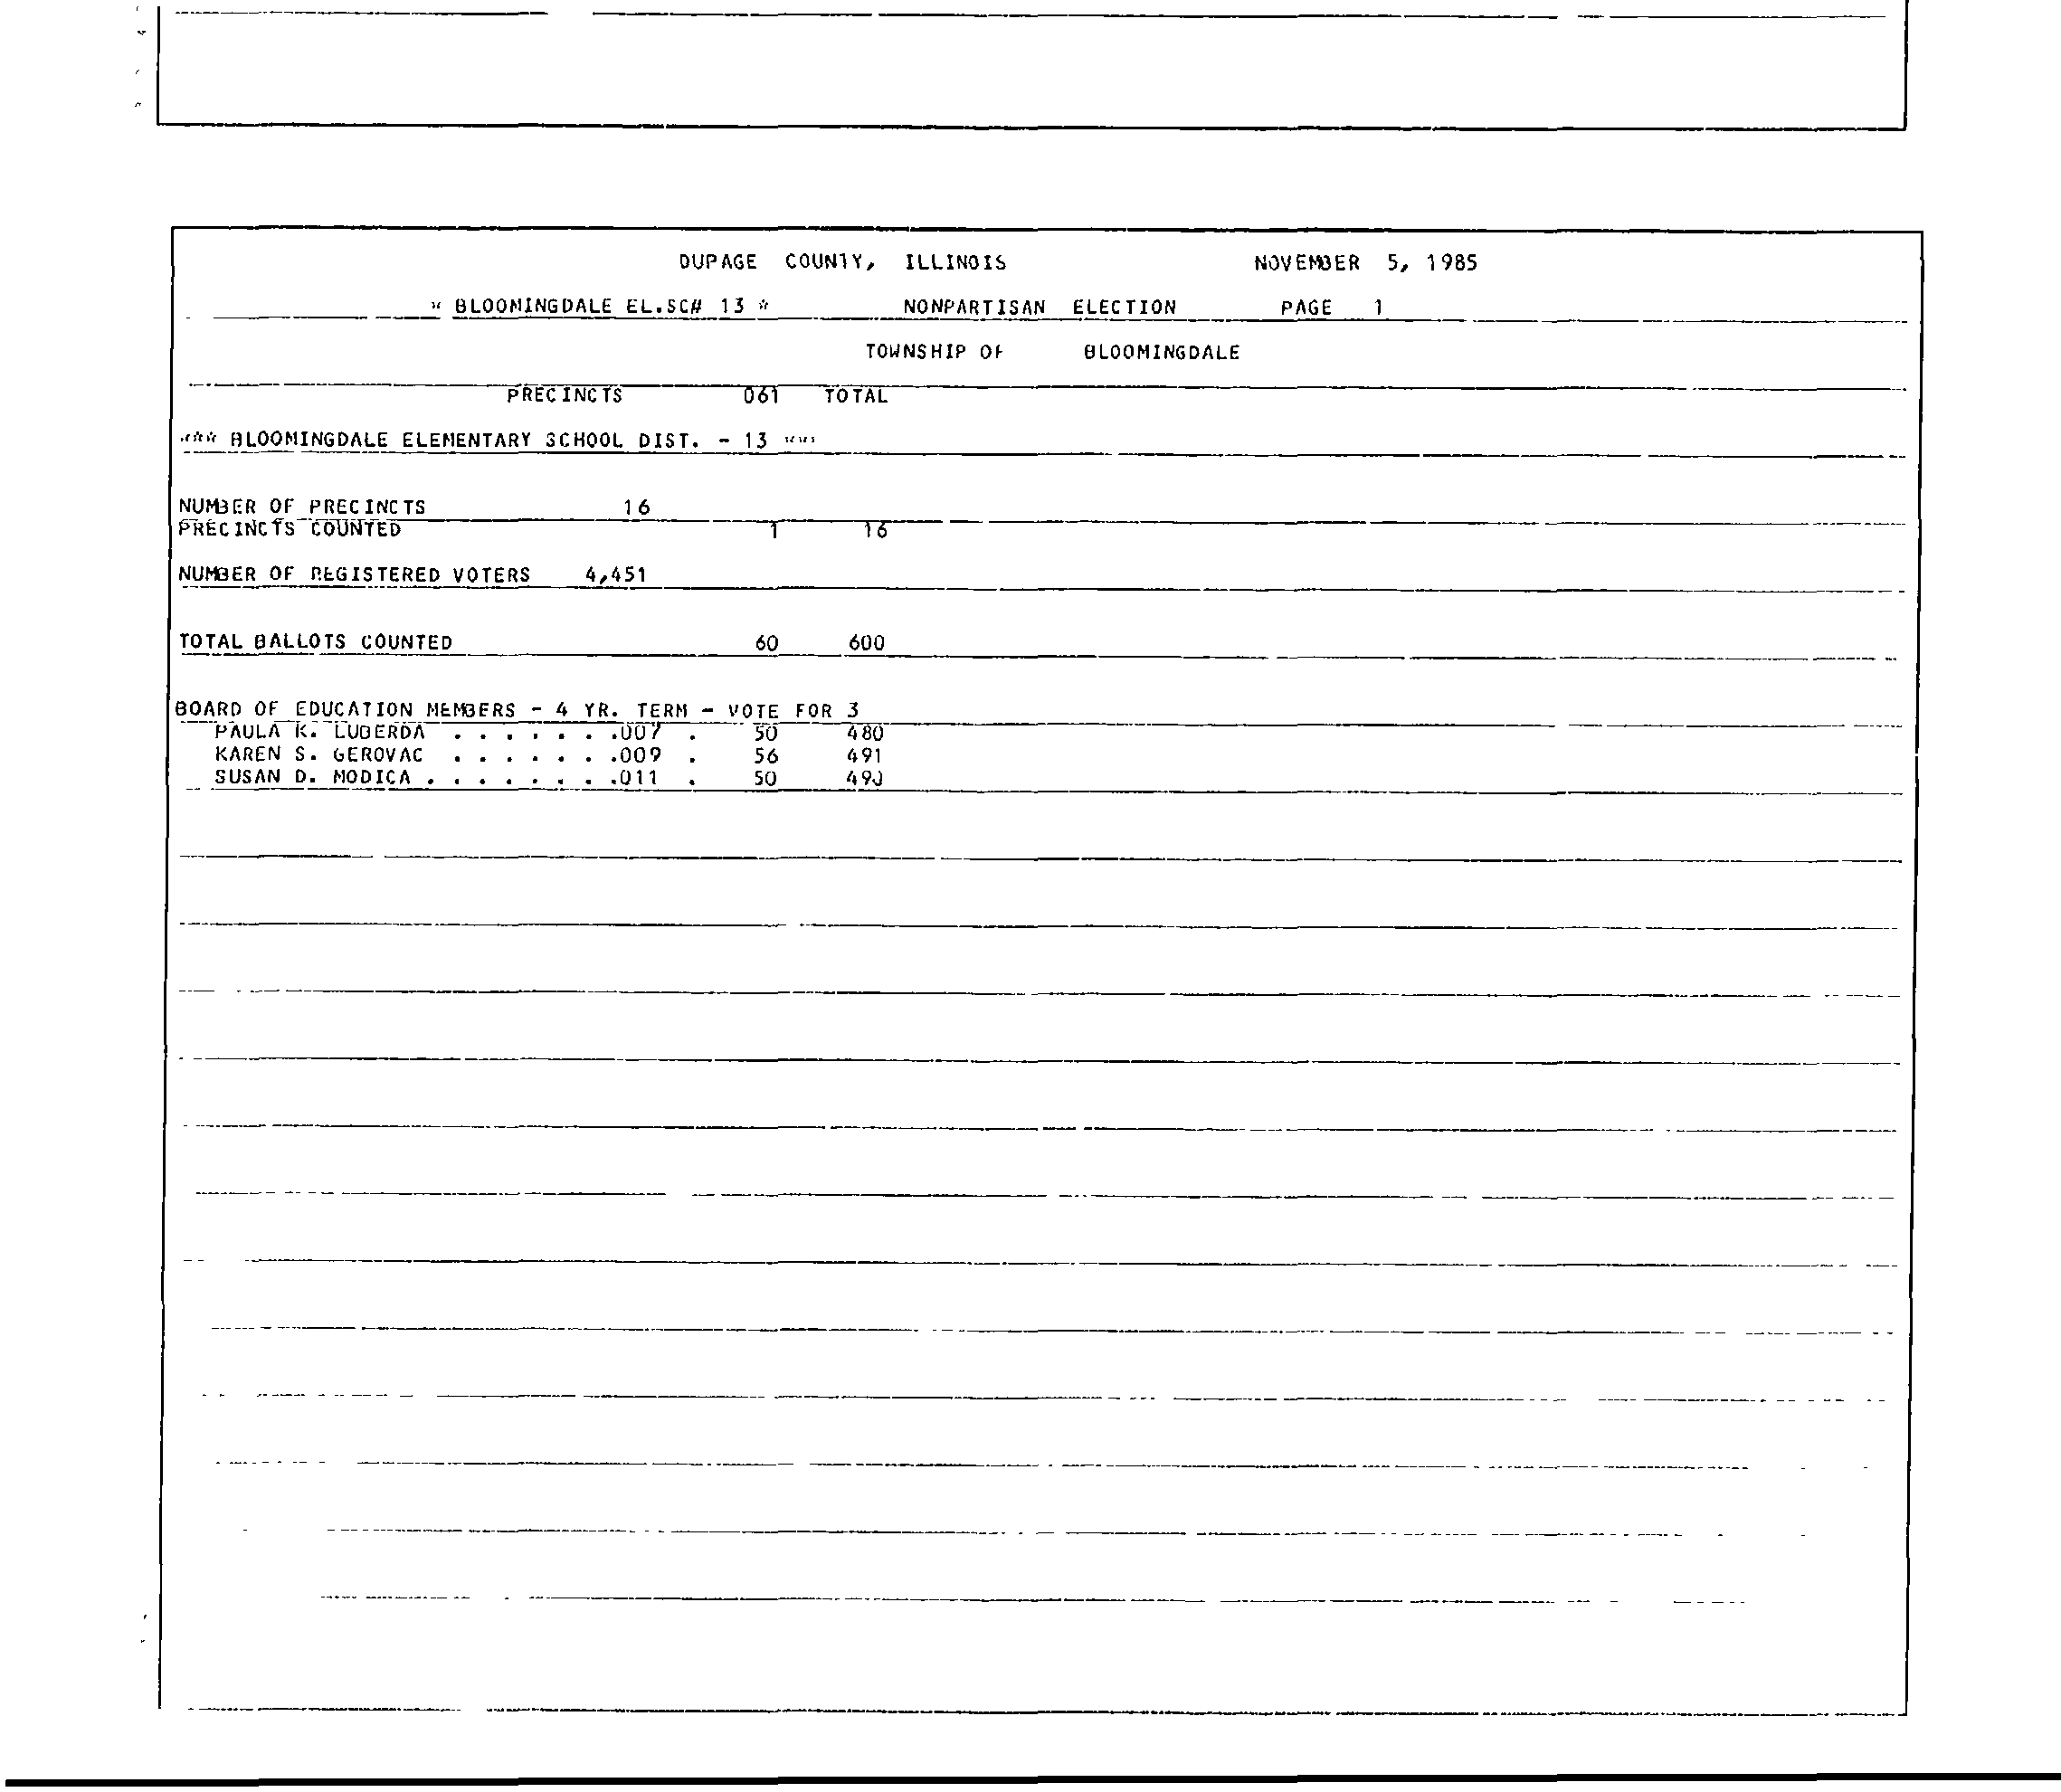 DUPAGE COUNTY, ILLINOIS NOVEMBER 5, 1985
* BLOOMINGDALE EL.SC# 13 * NONPARTISAN ELECTION PAGE 1
TOWNSHIP OF BLOOMINGDALE
PRECINCTS 061 TOTAL
*** BLOOMINGDALE ELEMENTARY SCHOOL DIST. - 13 ***
NUMBER OF PRECINCTS 16
PRECINCTS COUNTED 1 16
NUMBER OF REGISTERED VOTERS 4,451
TOTAL BALLOTS COUNTED 60 600
BOARD OF EDUCATION MEMBERS - 4 YR. TERM - VOTE FOR 3
PAULA K. LUBERDA . . . . . . .007 . 50 480
KAREN S. GEROVAC . . . . . . .009 . 56 491
SUSAN D. MODICA . . . . . . . .011 . 50 490